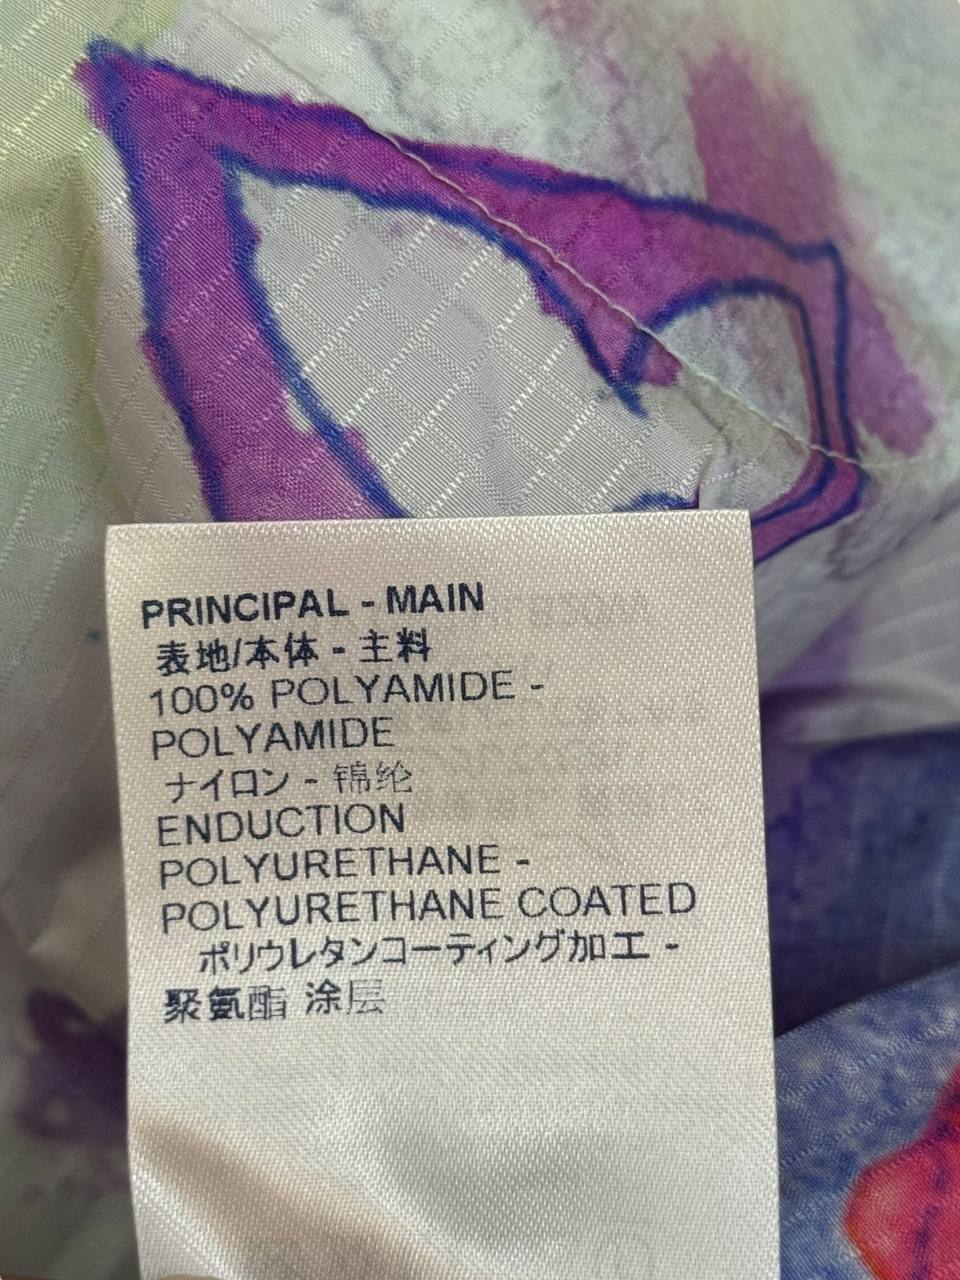 PRINCIPAL - MAIN
表地/本体 - 主料
100% POLYAMIDE -
POLYAMIDE
ナイロン - 锦纶
ENDUCTION
POLYURETHANE -
POLYURETHANE COATED
ポリウレタンコーティング加工 -
聚氨酯 涂层